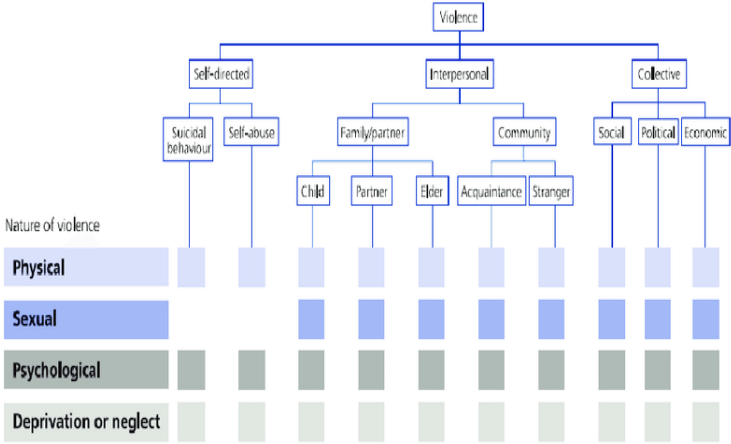 Violence
Self-directed
Interpersonal
Collective
Suicidal
behaviour
Self-abuse
Family/partner
Community
Social
Political
Economic
Child
Partner
Elder
Acquaintance
Stranger
Nature of violence
Physical
Sexual
Psychological
Deprivation or neglect